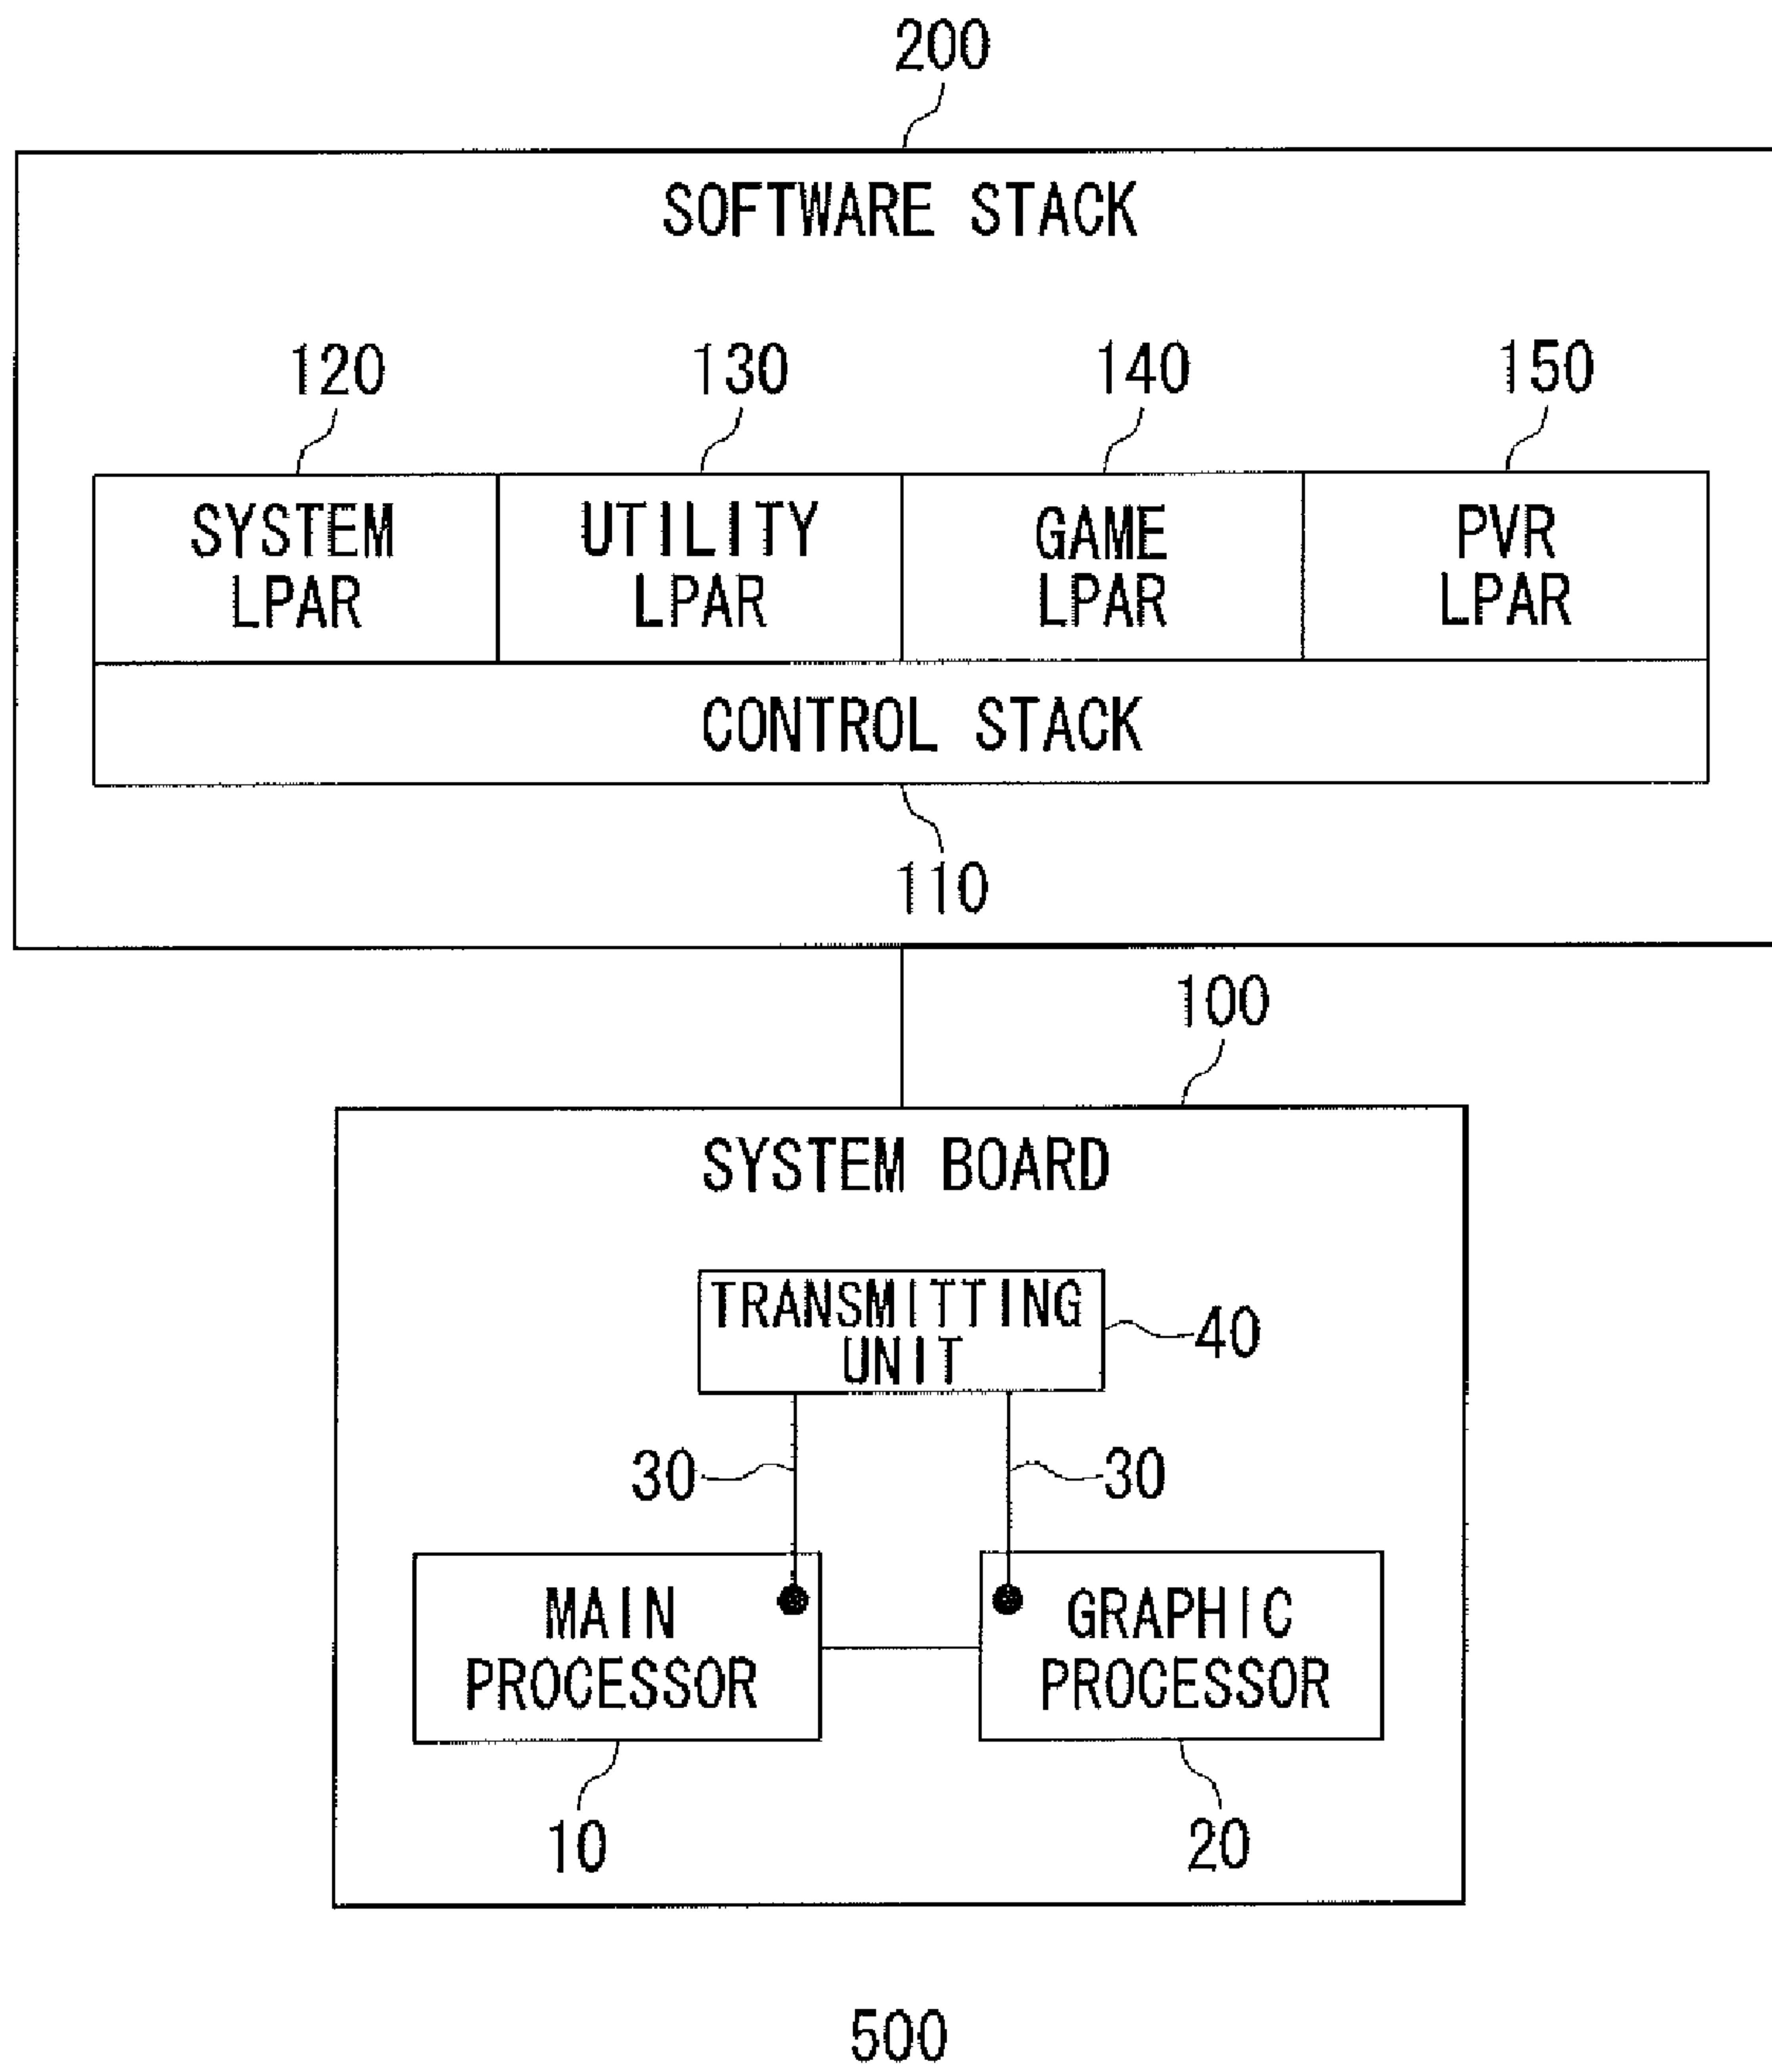 200
SOFTWARE STACK
120 130 140 150
SYSTEM LPAR
UTILITY LPAR
GAME LPAR
PVR LPAR
CONTROL STACK
110
100
SYSTEM BOARD
TRANSMITTING
UNIT
40
30 30
MAIN
PROCESSOR
GRAPHIC
PROCESSOR
10 20
500